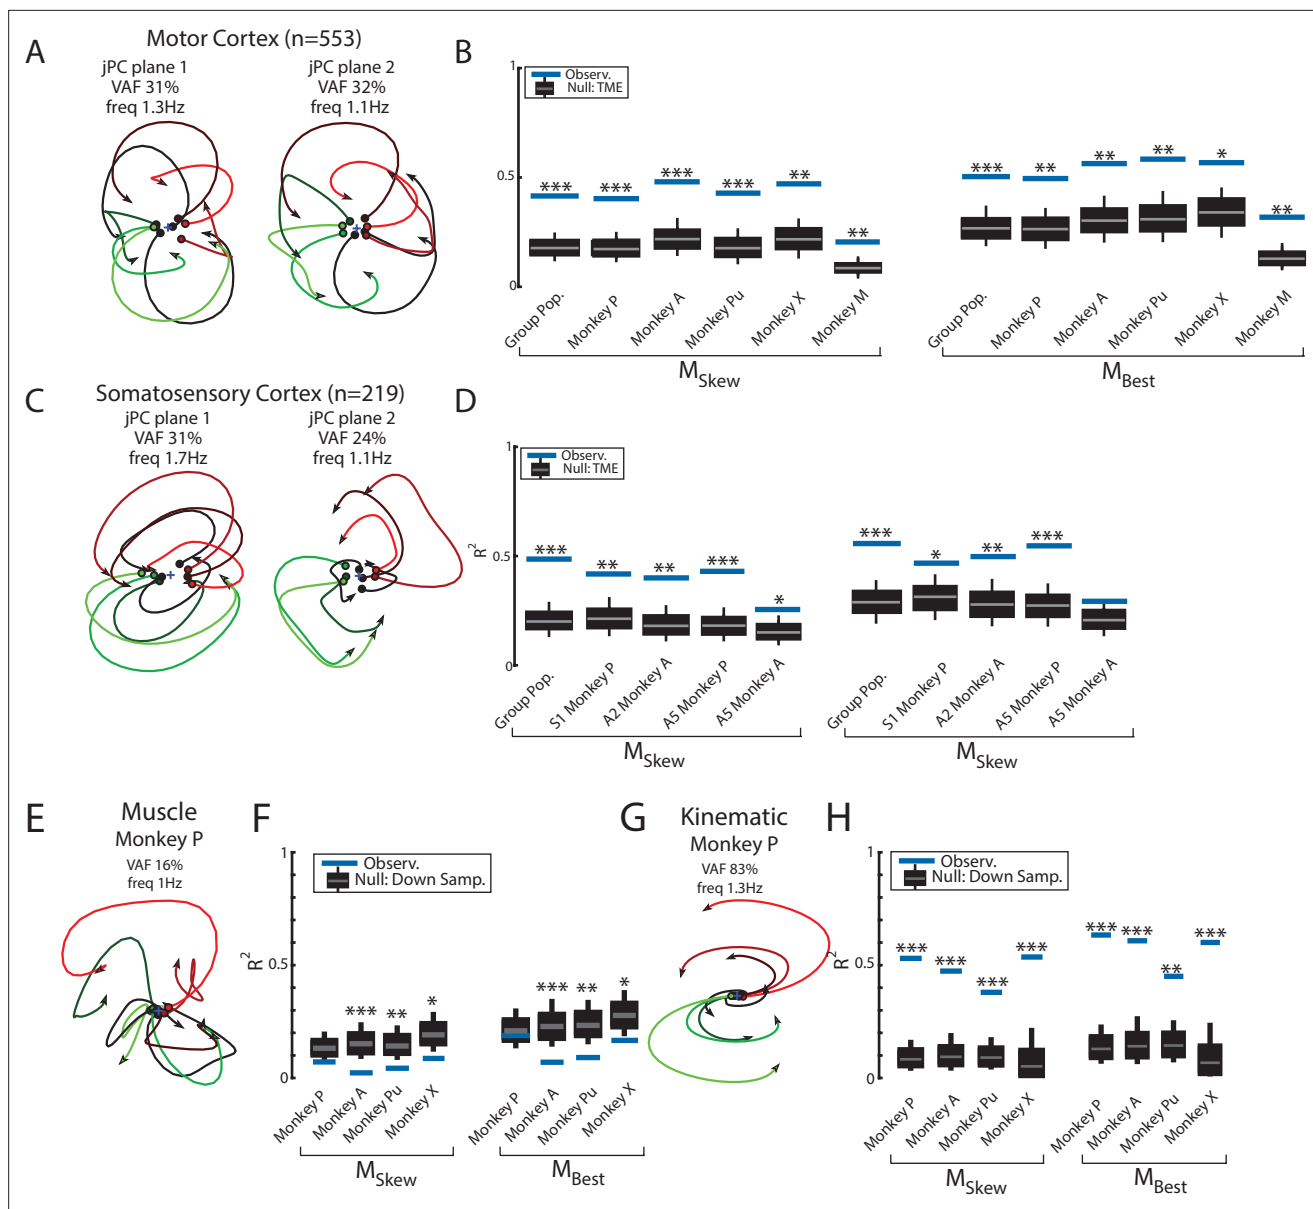 A
Motor Cortex (n=553)
jPC plane 1
VAF 31%
freq 1.3Hz
jPC plane 2
VAF 32%
freq 1.1Hz
B
1
0.5
0
Observ.
Null: TME
*** *** *** *** ** **
*** ** ** ** * **
Group Pop.
Monkey P
Monkey A
Monkey Pu
Monkey X
Monkey M
MSkew
Group Pop.
Monkey P
Monkey A
Monkey Pu
Monkey X
Monkey M
MBest
C
Somatosensory Cortex (n=219)
jPC plane 1
VAF 31%
freq 1.7Hz
jPC plane 2
VAF 24%
freq 1.1Hz
D
1
0.5
0
R2
Observ.
Null: TME
*** ** ** *** *
*** * ** ***
Group Pop.
S1 Monkey P
A2 Monkey A
A5 Monkey P
A5 Monkey A
MSkew
Group Pop.
S1 Monkey P
A2 Monkey A
A5 Monkey P
A5 Monkey A
MSkew
E
Muscle
Monkey P
VAF 16%
freq 1Hz
F
1
0.5
0
R2
Observ.
Null: Down Samp.
*** ** *
*** ** *
Monkey P
Monkey A
Monkey Pu
Monkey X
MSkew
Monkey P
Monkey A
Monkey Pu
Monkey X
MBest
G
Kinematic
Monkey P
VAF 83%
freq 1.3Hz
H
1
0.5
0
R2
Observ.
Null: Down Samp.
*** *** *** ***
*** *** ** ***
Monkey P
Monkey A
Monkey Pu
Monkey X
MSkew
Monkey P
Monkey A
Monkey Pu
Monkey X
MBest